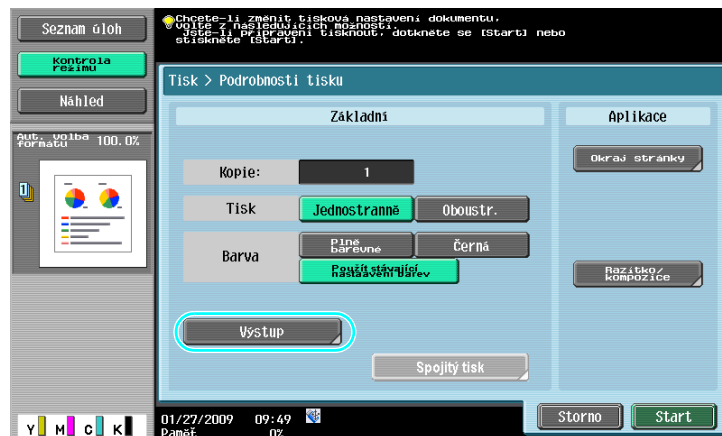 Seznam úloh
Kontrola
režimu
Náhled
Aut. volba
formátu 100.0%
1
Chcete-li změnit tisková nastavení dokumentu,
volte z následujících možností.
Jste-li připraveni tisknout, dotkněte se [Start] nebo
stiskněte [Start].
Tisk > Podrobnosti tisku
Základní
Kopie: 1
Tisk Jednostranně Oboustr.
Barva Plně
barevně Černá
Použít stávající
nastavení barev
Výstup
Spojitý tisk
Aplikace
Okraj stránky
Razítko/
kompozice
Y M C K
01/27/2009 09:49
Paměť 0%
Storno Start